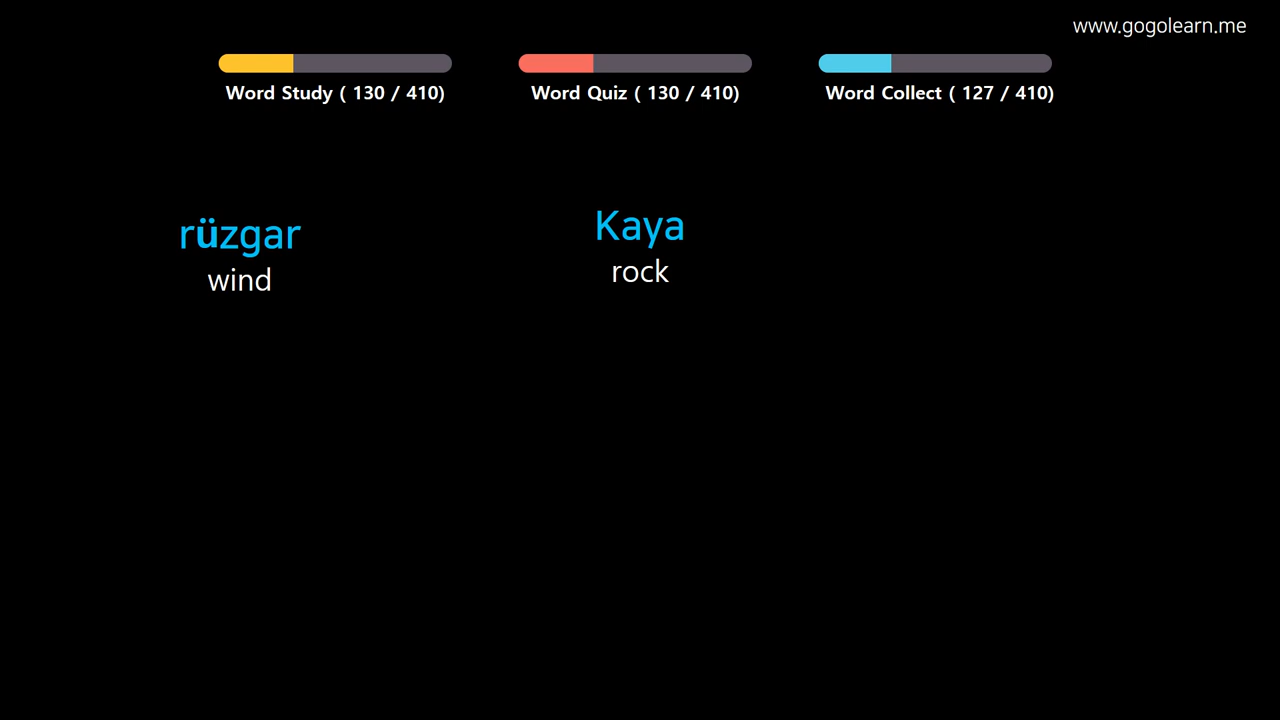 www.gogolearn.me
Word Study ( 130 / 410)
Word Quiz ( 130 / 410)
Word Collect ( 127 / 410)
rüzgar
wind
Kaya
rock